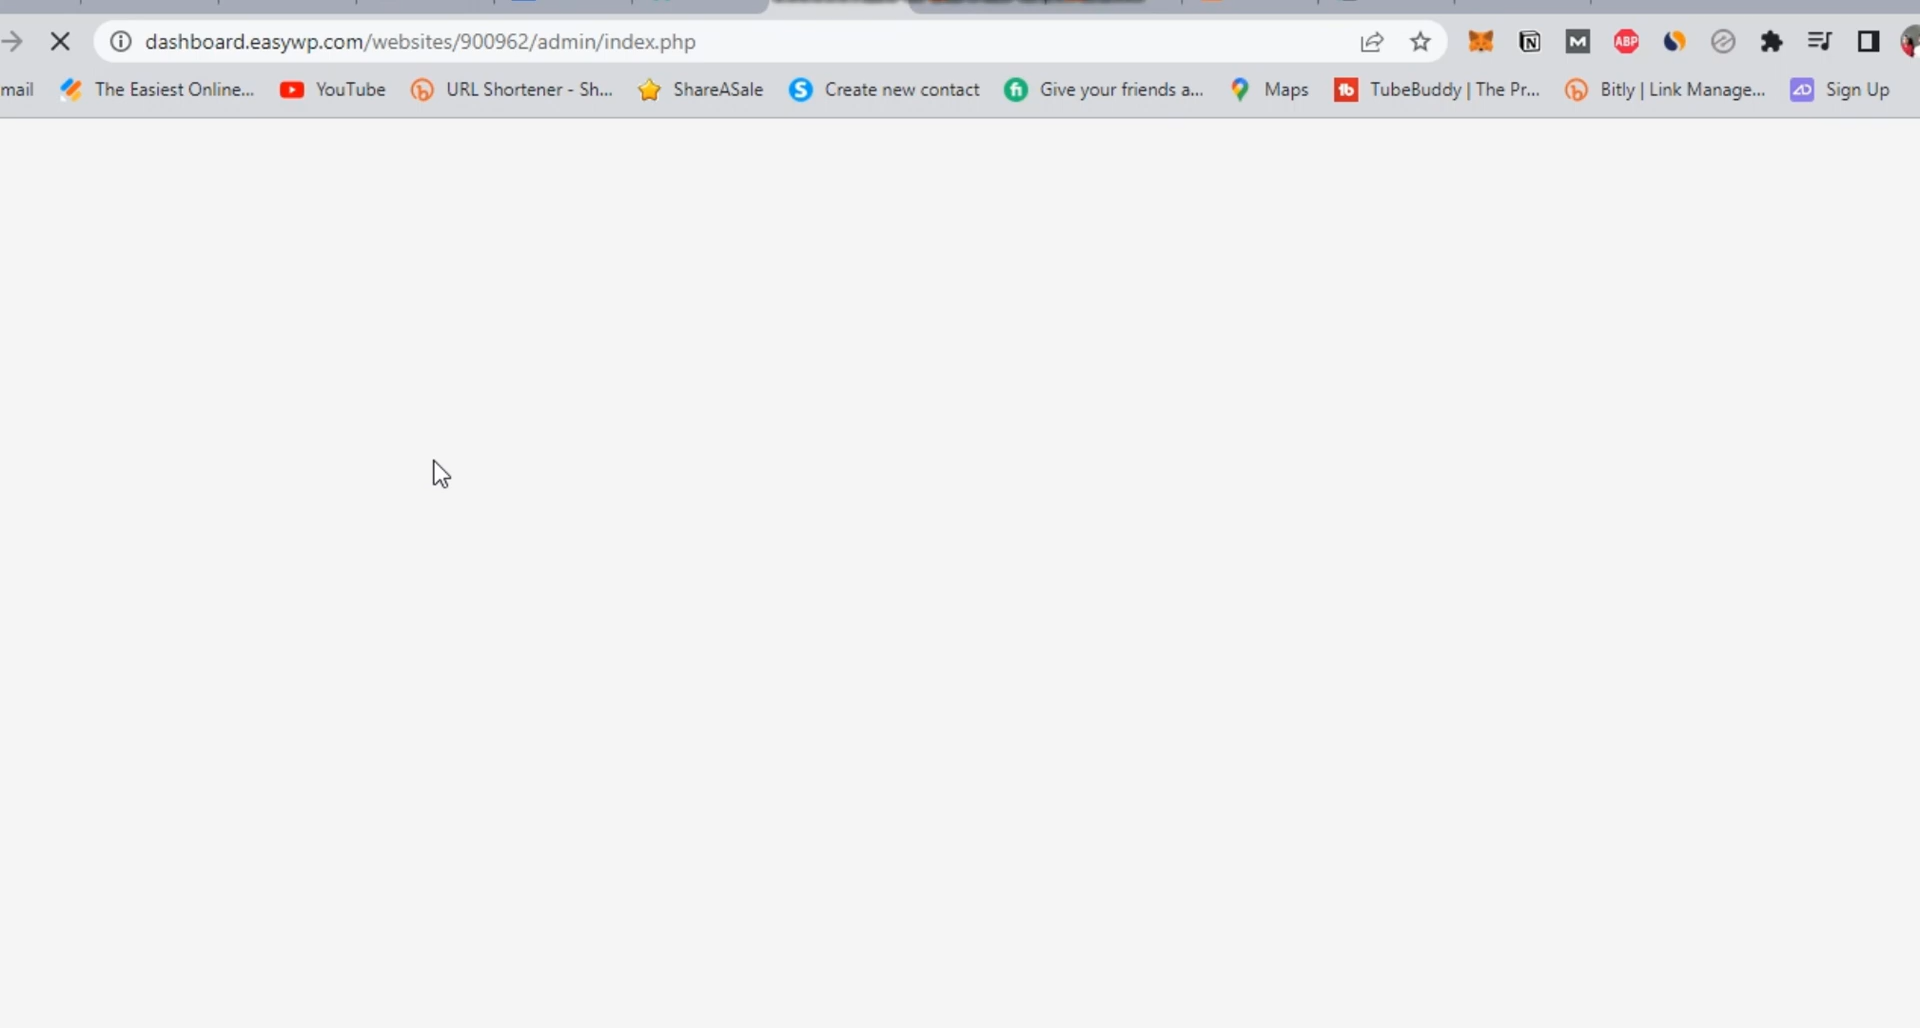 dashboard.easywp.com/websites/900962/admin/index.php
ABP
mail The Easiest Online... YouTube URL Shortener - Sh... ShareASale Create new contact Give your friends a... Maps TubeBuddy | The Pr... Bitly | Link Manage... Sign Up